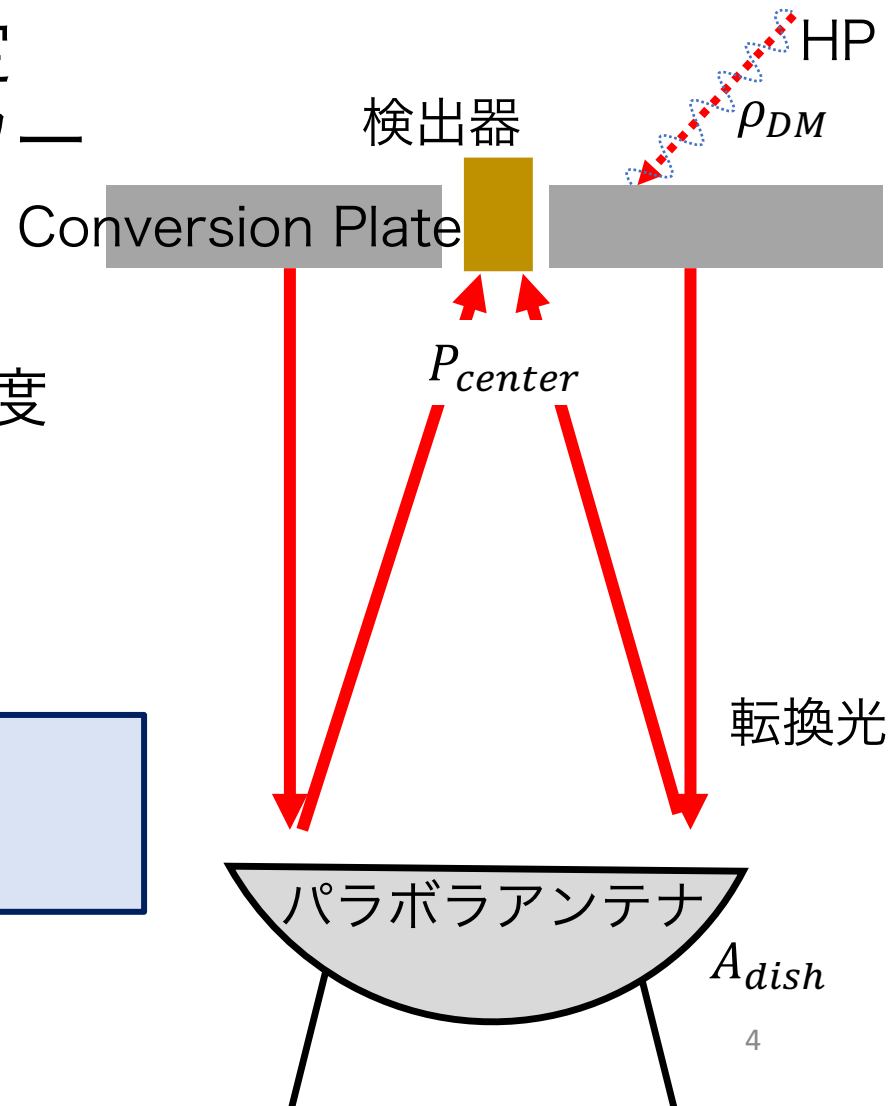 HP
ρ_DM
検出器
Conversion Plate
P_center
度
転換光
パラボラアンテナ
A_dish
4